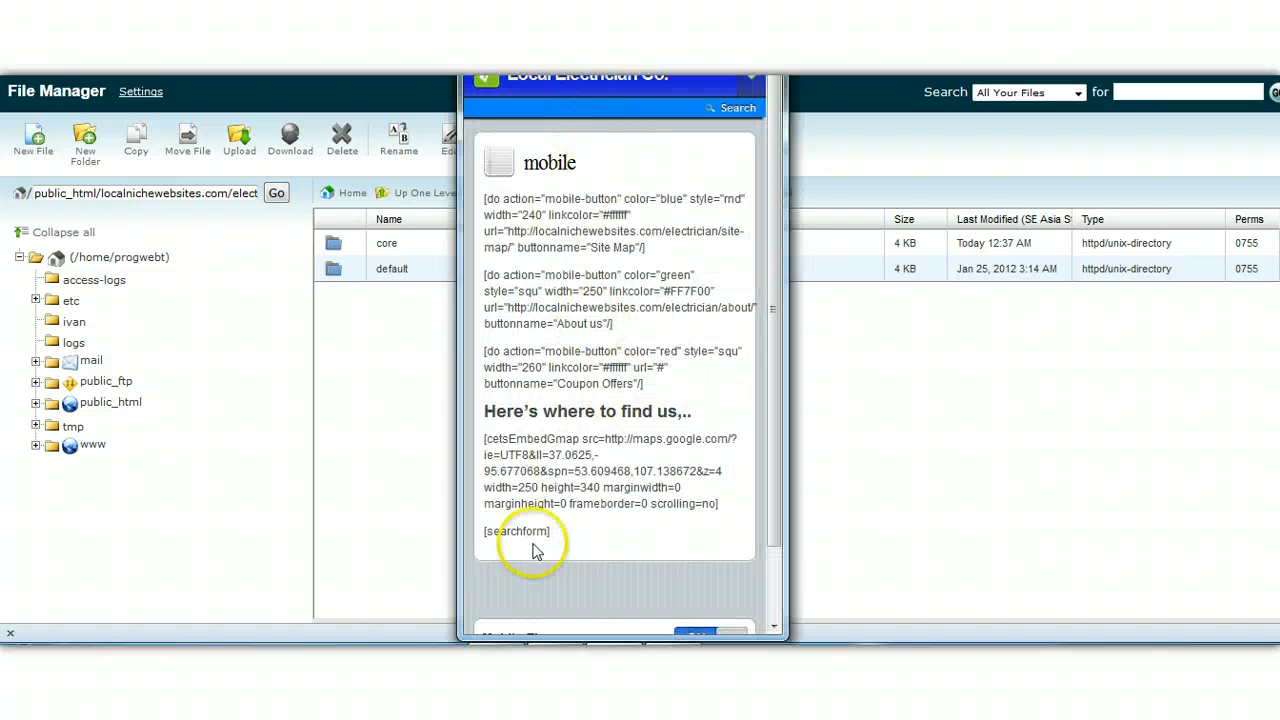 File Manager Settings
Search All Your Files for
New File
New Folder
Copy
Move File
Upload
Download
Delete
Rename
public_html/localnichewebsites.com/elect Go
Home Up One Leve
Collapse all
(/home/progwebt)
access-logs
etc
ivan
logs
mail
public_ftp
public_html
tmp
www
Name
core
default
Local Electrician Co.
Search
mobile
[do action="mobile-button" color="blue" style="rnd"
width="240" linkcolor="#ffffff"
url="http://localnichewebsites.com/electrician/site-
map/" buttonname="Site Map"/]
[do action="mobile-button" color="green"
style="squ" width="250" linkcolor="#FF7F00"
url="http://localnichewebsites.com/electrician/about/"
buttonname="About us"/]
[do action="mobile-button" color="red" style="squ"
width="260" linkcolor="#ffffff" url="#"
buttonname="Coupon Offers"/]
Here's where to find us,..
[cetsEmbedGmap src=http://maps.google.com/?
ie=UTF8&ll=37.0625,-
95.677068&spn=53.609468,107.138672&z=4
width=250 height=340 marginwidth=0
marginheight=0 frameborder=0 scrolling=no]
[searchform]
Size Last Modified (SE Asia S Type Perms
4 KB Today 12:37 AM httpd/unix-directory 0755
4 KB Jan 25, 2012 3:14 AM httpd/unix-directory 0755